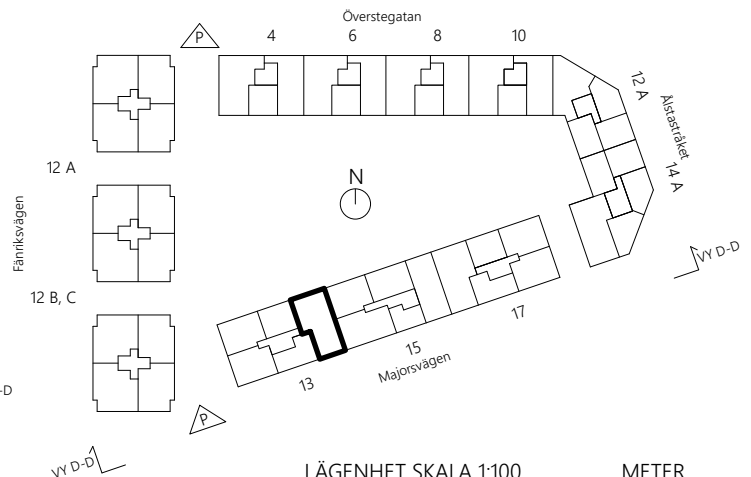 Överstegatan
P
4
6
8
10
12 A
Ålstastråket
14 A
12 A
N
Fänriksvägen
VY D-D
12 B, C
17
15
Majorsvägen
13
-D
P
VY D-D
LÄGENHET SKALA 1:100
METER